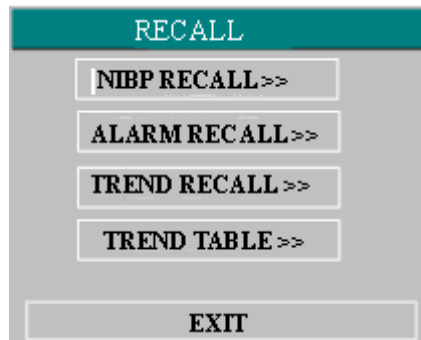 RECALL
NIBP RECALL>>
ALARM RECALL>>
TREND RECALL>>
TREND TABLE>>
EXIT